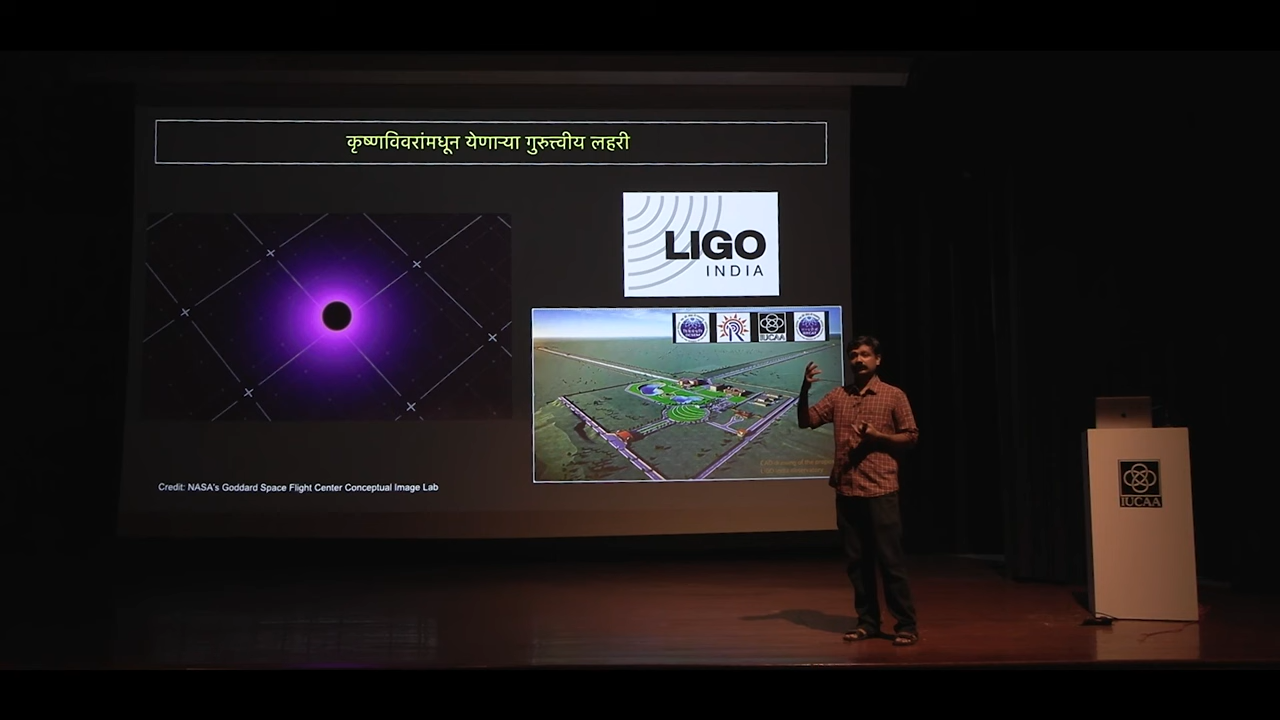 कृष्णविवरांमधून येणाऱ्या गुरुत्त्वीय लहरी
LIGO
INDIA
IUCAA
Credit: NASA's Goddard Space Flight Center Conceptual Image Lab
IUCAA